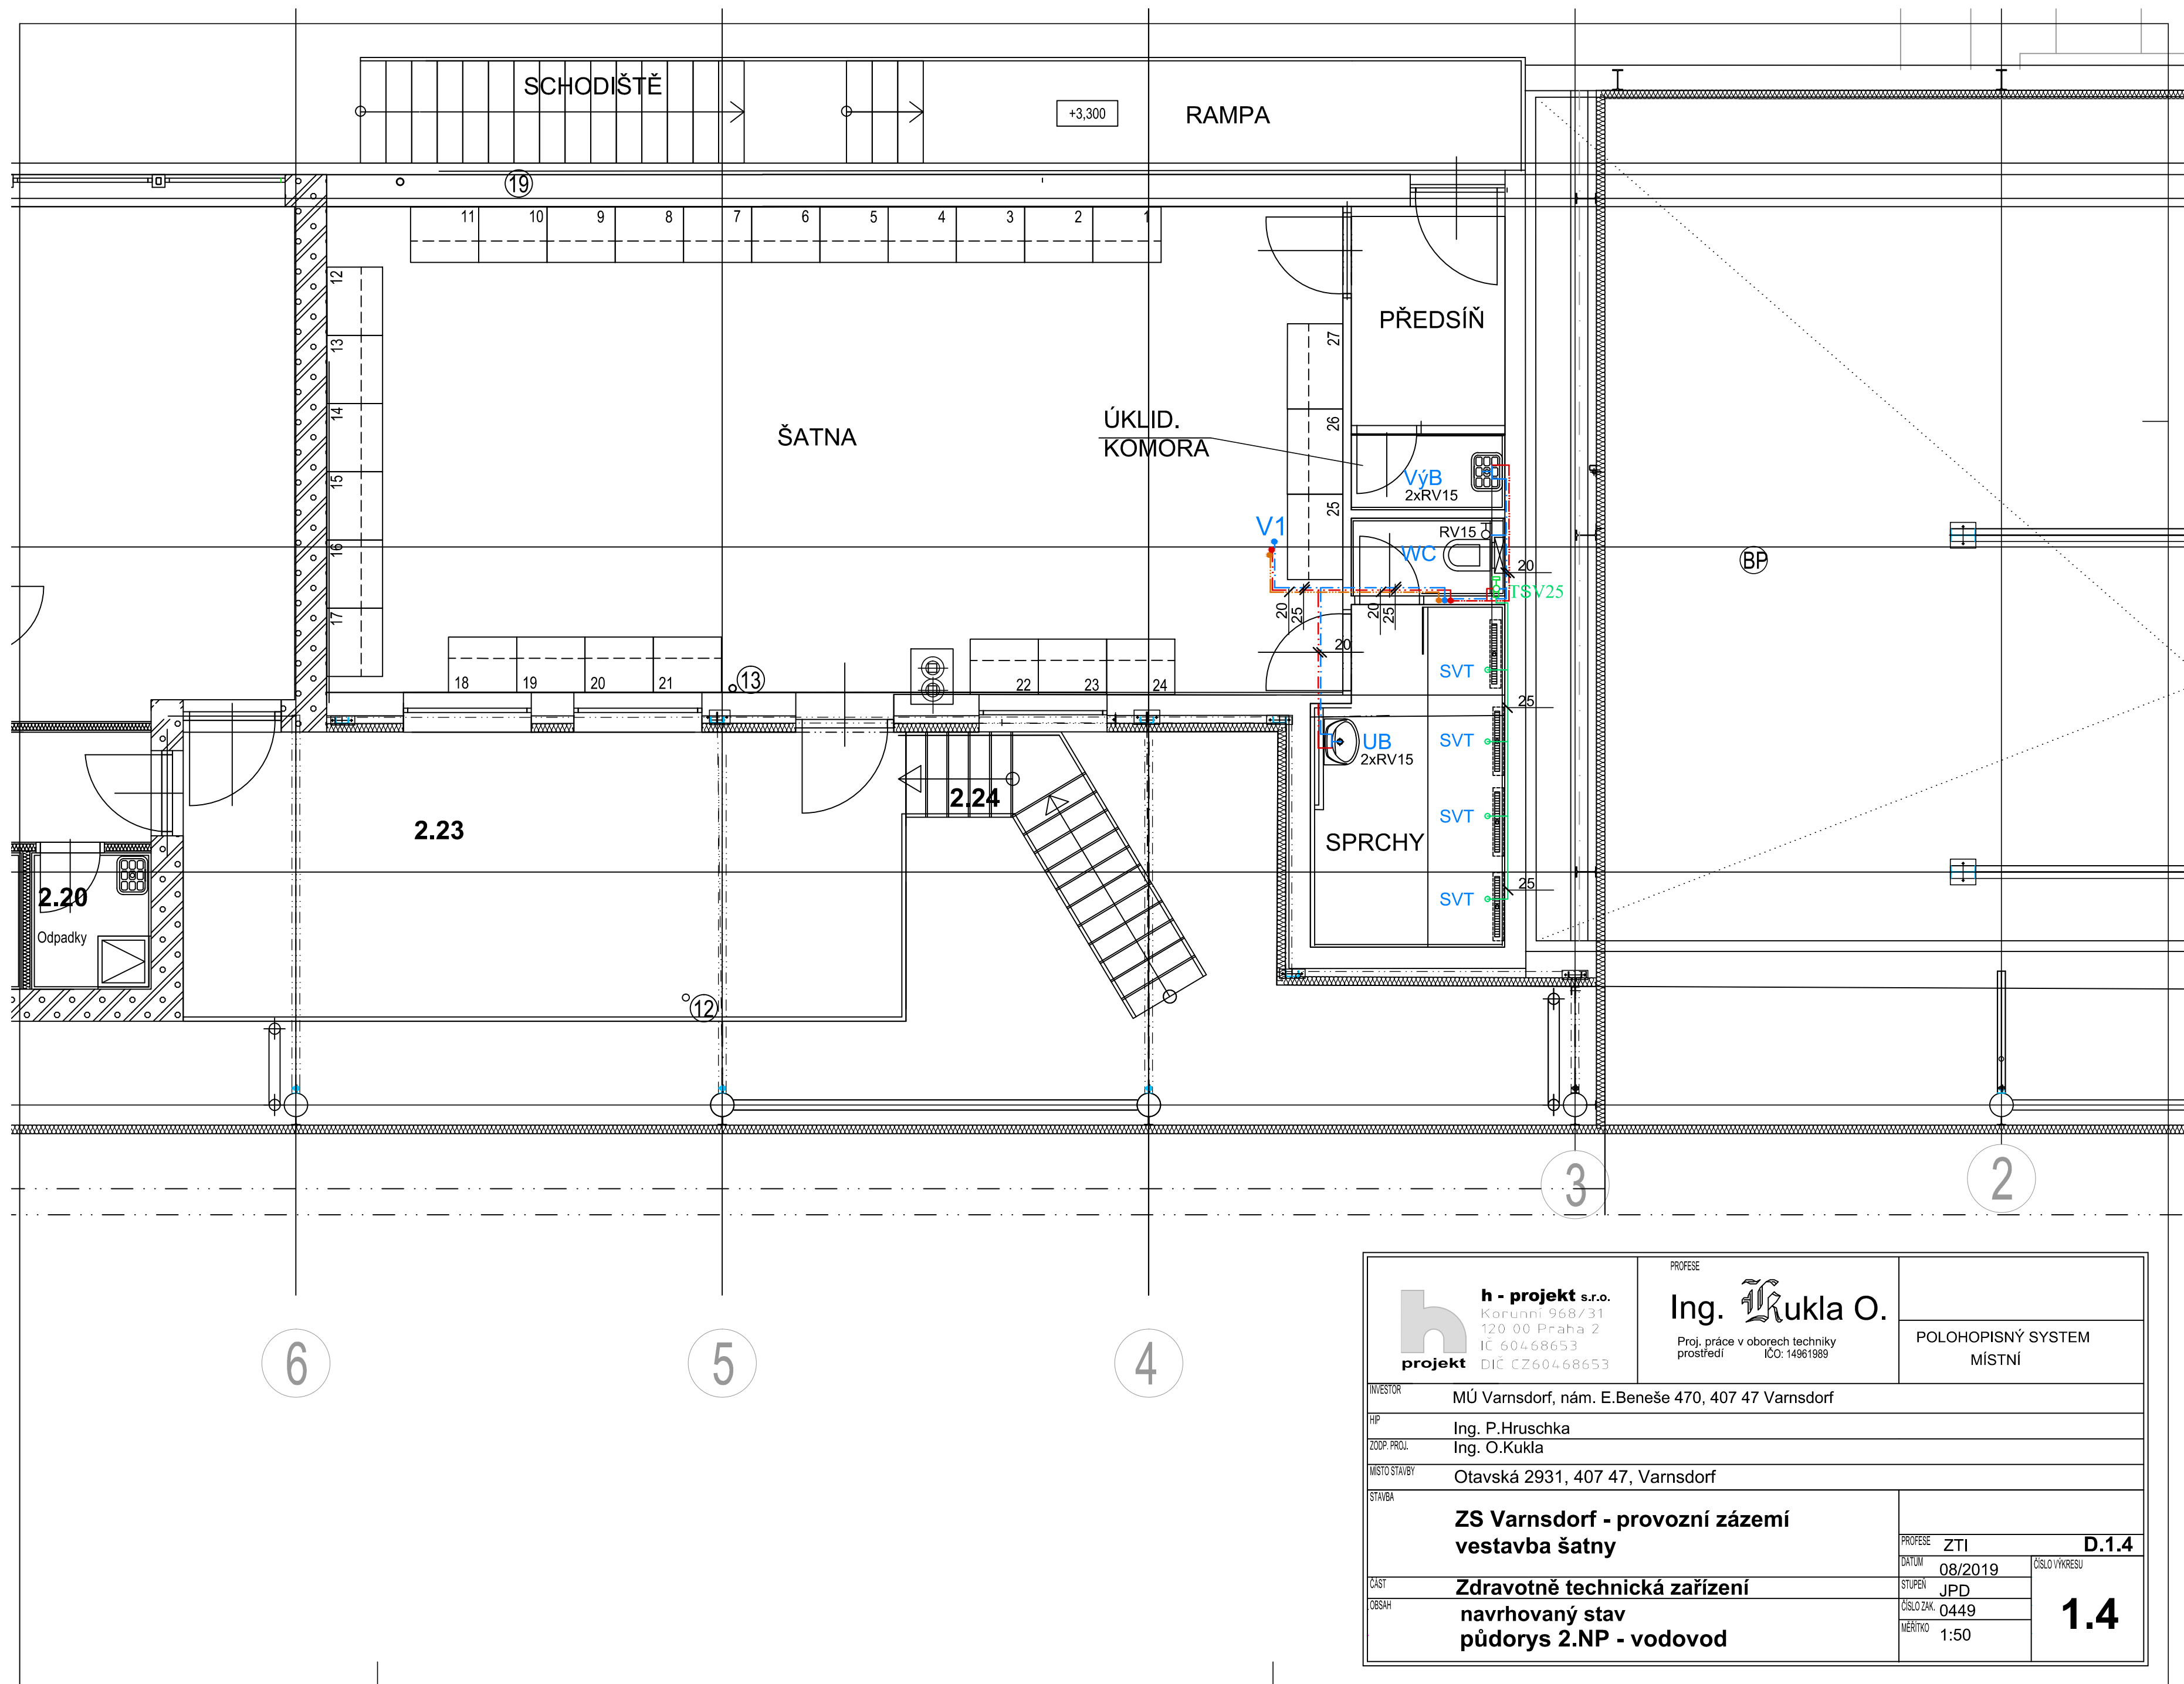 SCHODIŠTĚ
+3,300
RAMPA
19
11 10 9 8 7 6 5 4 3 2 1
12
13
14
15
16
17
27
26
25
PŘEDSÍŇ
ŠATNA
ÚKLID.
KOMORA
VýB
2xRV15
V1
RV15
WC
BP
20
TSV25
20
25
20
25
20
SVT
18 19 20 21
13
22 23 24
25
UB
2xRV15
SVT
2.24
2.23
SVT
SPRCHY
2.20
25
SVT
Odpadky
12
3
2
6
5
4
h - projekt s.r.o.
Korunní 968/31
120 00 Praha 2
IČ 60468653
DIČ CZ60468653
h
projekt
PROFESE
Ing. Kukla O.
Proj. práce v oborech techniky
prostředí IČO: 14961989
POLOHOPISNÝ SYSTEM
MÍSTNÍ
INVESTOR
MÚ Varnsdorf, nám. E.Beneše 470, 407 47 Varnsdorf
HIP
Ing. P.Hruschka
ZODP. PROJ.
Ing. O.Kukla
MÍSTO STAVBY
Otavská 2931, 407 47, Varnsdorf
STAVBA
ZS Varnsdorf - provozní zázemí
vestavba šatny
PROFESE ZTI D.1.4
DATUM 08/2019
ČÍSLO VÝKRESU
ČÁST
Zdravotně technická zařízení
STUPEŇ JPD
OBSAH
navrhovaný stav
půdorys 2.NP - vodovod
ČÍSLO ZAK. 0449
MĚŘÍTKO 1:50
1.4